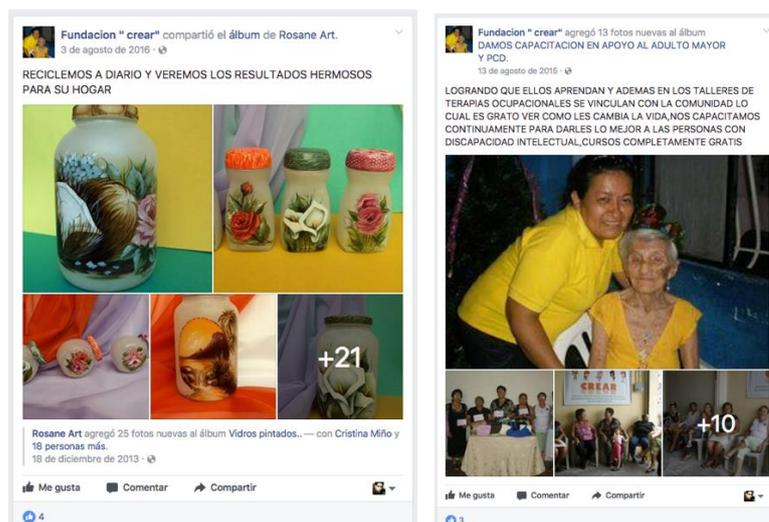 Fundacion " crear" compartió el álbum de Rosane Art.
3 de agosto de 2016 ·
RECICLEMOS A DIARIO Y VEREMOS LOS RESULTADOS HERMOSOS
PARA SU HOGAR
+21
Rosane Art agregó 25 fotos nuevas al álbum Vidros pintados.. — con Cristina Miño y
18 personas más.
18 de diciembre de 2013 ·
Me gusta Comentar Compartir
4
Fundacion " crear" agregó 13 fotos nuevas al álbum
DAMOS CAPACITACION EN APOYO AL ADULTO MAYOR
Y PCD.
13 de agosto de 2015 ·
LOGRANDO QUE ELLOS APRENDAN Y ADEMAS EN LOS TALLERES DE
TERAPIAS OCUPACIONALES SE VINCULAN CON LA COMUNIDAD LO
CUAL ES GRATO VER COMO LES CAMBIA LA VIDA,NOS CAPACITAMOS
CONTINUAMENTE PARA DARLES LO MEJOR A LAS PERSONAS CON
DISCAPACIDAD INTELECTUAL,CURSOS COMPLETAMENTE GRATIS
CREAR
+10
Me gusta Comentar Compartir
3